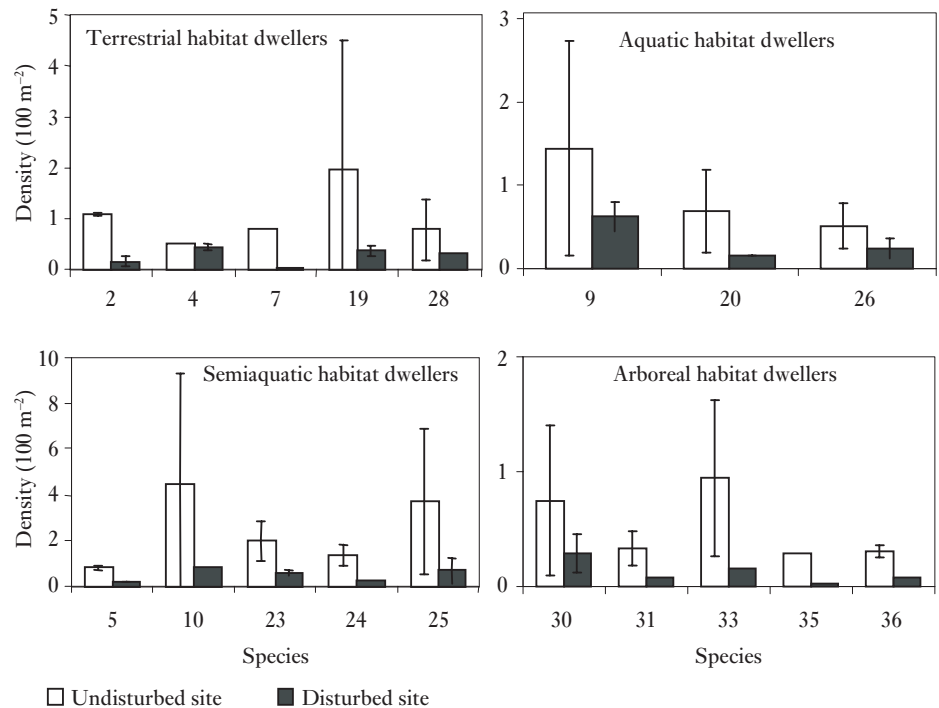 Terrestrial habitat dwellers
Density (100 m⁻²)
5
4
3
2
1
0
2 4 7 19 28
Aquatic habitat dwellers
3
2
1
0
9 20 26
Semiaquatic habitat dwellers
Density (100 m⁻²)
10
8
6
4
2
0
5 10 23 24 25
Species
Arboreal habitat dwellers
2
1
0
30 31 33 35 36
Species
Undisturbed site Disturbed site